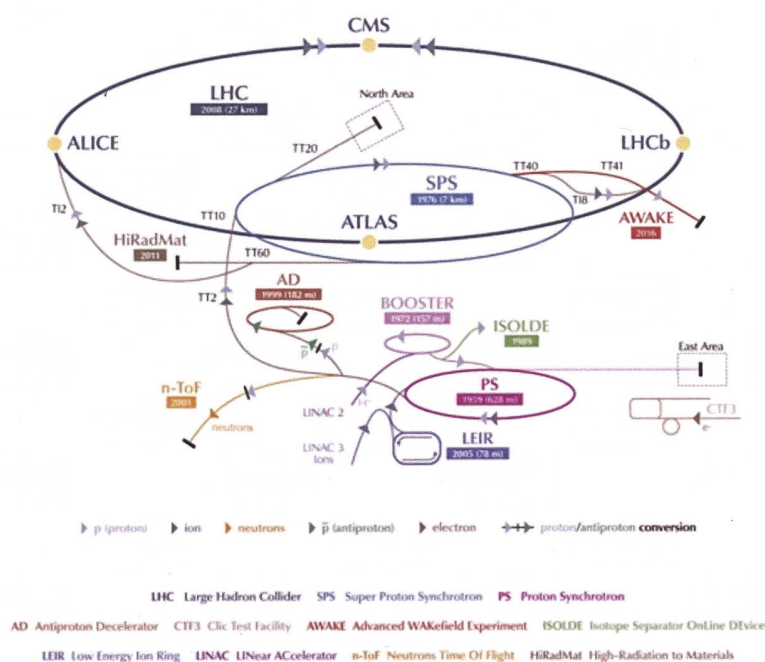 CMS
LHC
2008 (27 km)
North Area
ALICE
LHCb
TT20
TT40
TT41
SPS
1976 (7 km)
TI8
TI2
TT10
ATLAS
AWAKE
2016
HiRadMat
2011
TT60
AD
1999 (182 m)
TT2
BOOSTER
1972 (157 m)
ISOLDE
1989
East Area
p
p̄
n-ToF
2001
PS
1959 (628 m)
LINAC 2
neutrons
CTF3
e-
LEIR
2005 (78 m)
LINAC 3
Ions
p (proton) ion neutrons p̄ (antiproton) electron proton/antiproton conversion
LHC Large Hadron Collider SPS Super Proton Synchrotron PS Proton Synchrotron
AD Antiproton Decelerator CTF3 Clic Test Facility AWAKE Advanced WAKefield Experiment ISOLDE Isotope Separator OnLine DEvice
LEIR Low Energy Ion Ring LINAC LINear ACcelerator n-ToF Neutrons Time Of Flight HiRadMat High-Radiation to Materials